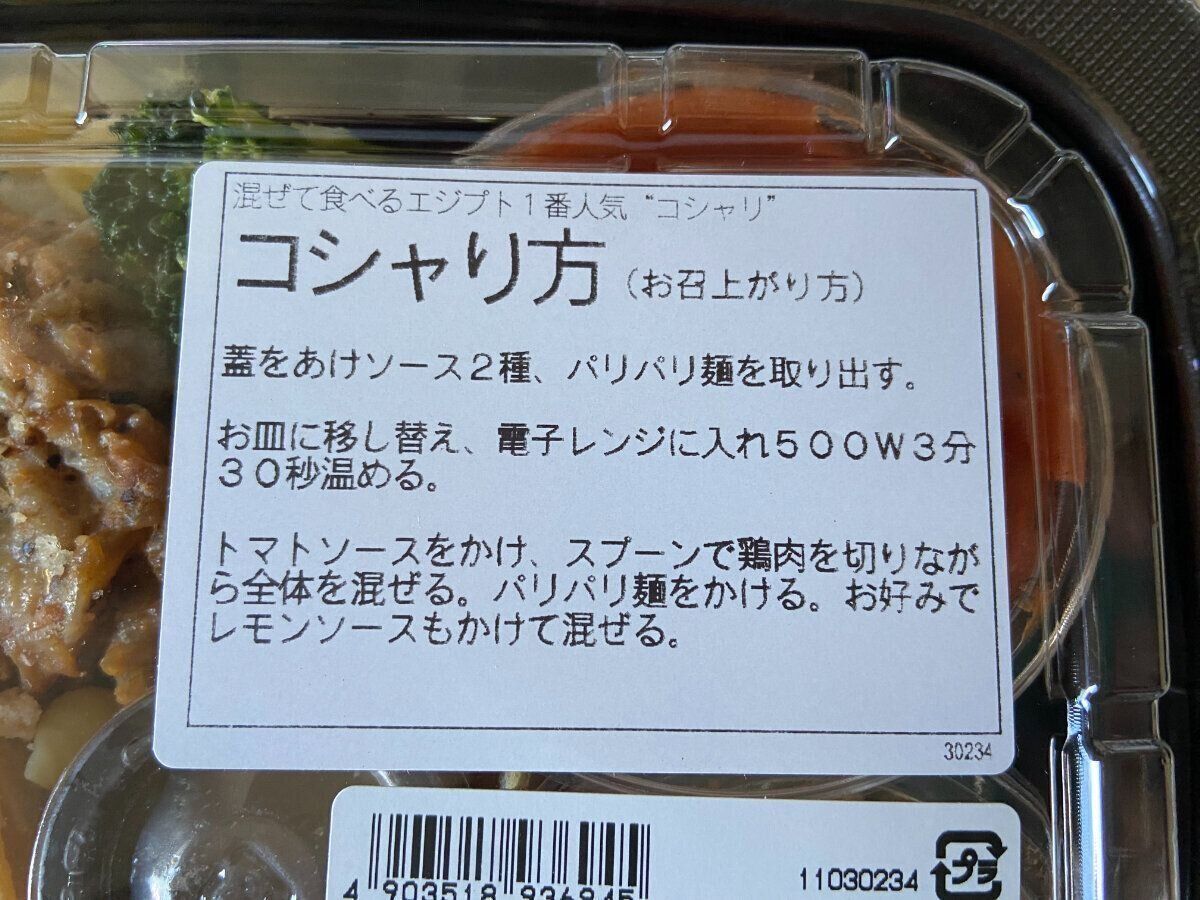 混ぜて食べるエジプト１番人気“コシャリ”
コシャり方（お召上がり方）
蓋をあけソース２種、パリパリ麺を取り出す。
お皿に移し替え、電子レンジに入れ５００Ｗ３分
３０秒温める。
トマトソースをかけ、スプーンで鶏肉を切りなが
ら全体を混ぜる。パリパリ麺をかける。お好みで
レモンソースもかけて混ぜる。
30234
4 903518 936945
11030234
プラ